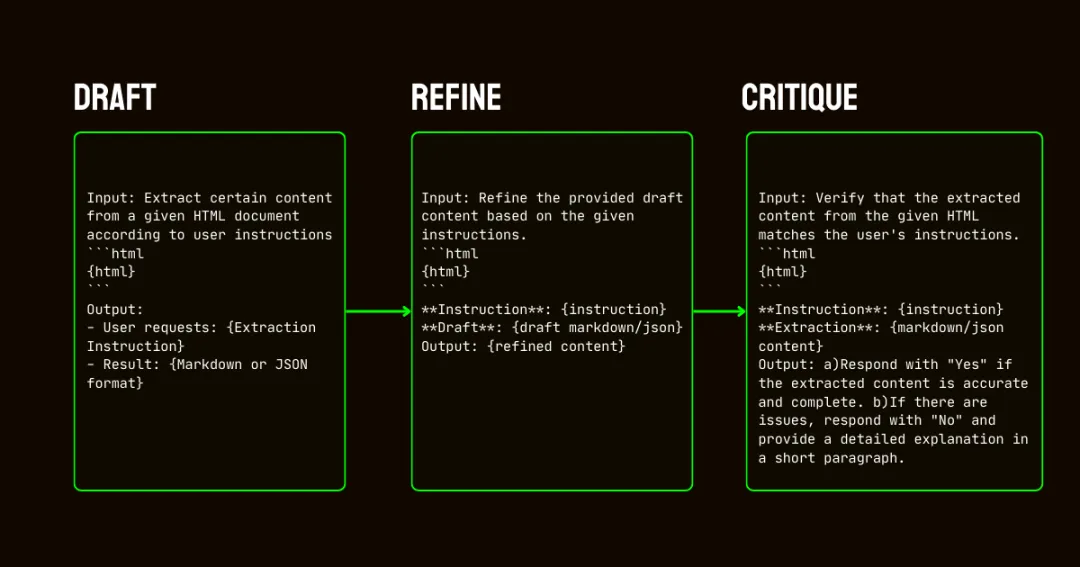 DRAFT
Input: Extract certain content
from a given HTML document
according to user instructions
```html
{html}
```
Output:
- User requests: {Extraction
Instruction}
- Result: {Markdown or JSON
format}
REFINE
Input: Refine the provided draft
content based on the given
instructions.
```html
{html}
```
**Instruction**: {instruction}
**Draft**: {draft markdown/json}
Output: {refined content}
CRITIQUE
Input: Verify that the extracted
content from the given HTML
matches the user's instructions.
```html
{html}
```
**Instruction**: {instruction}
**Extraction**: {markdown/json
content}
Output: a)Respond with "Yes" if
the extracted content is accurate
and complete. b)If there are
issues, respond with "No" and
provide a detailed explanation in
a short paragraph.